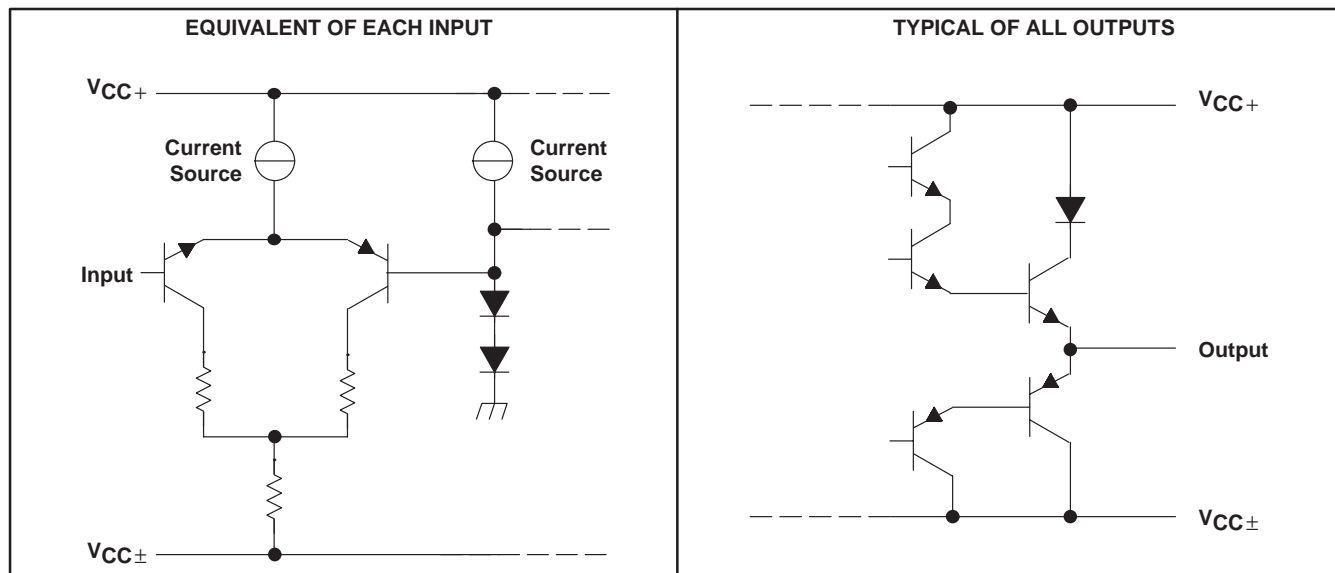 EQUIVALENT OF EACH INPUT
VCC+
Current
Source
Current
Source
Input
VCC±
TYPICAL OF ALL OUTPUTS
VCC+
Output
VCC±